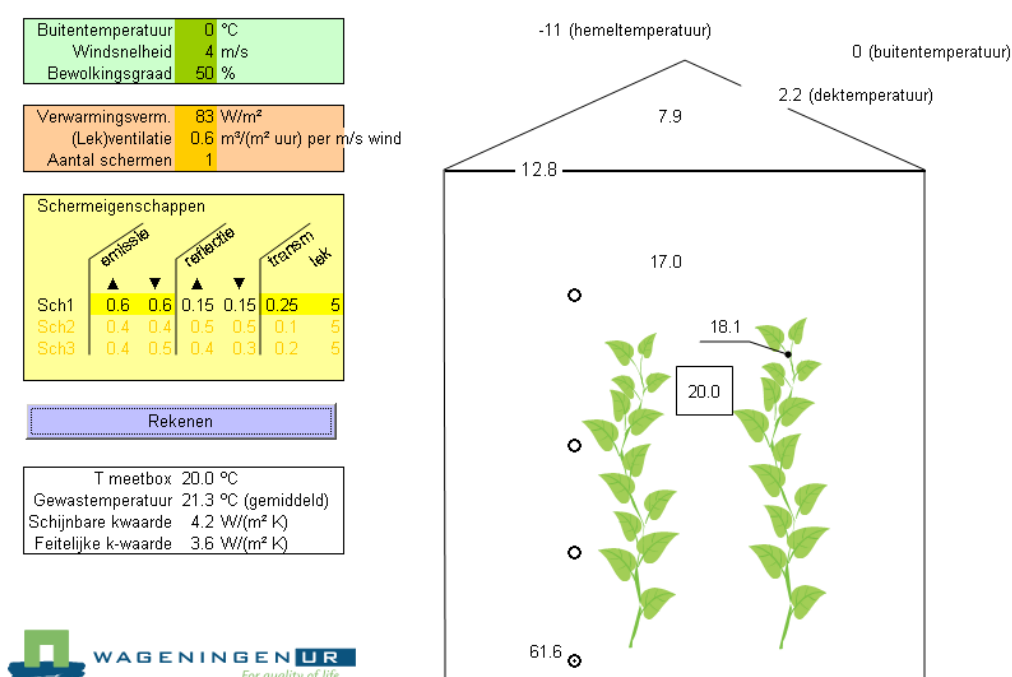 Buitentemperatuur 0 °C
Windsnelheid 4 m/s
Bewolkingsgraad 50 %
Verwarmingsverm. 83 W/m²
(Lek)ventilatie 0.6 m³/(m² uur) per m/s wind
Aantal schermen 1
Schermeigenschappen
emissie reflectie transm lek
▲ ▼ ▲ ▼
Sch1 0.6 0.6 0.15 0.15 0.25 5
Sch2 0.4 0.4 0.5 0.5 0.1 5
Sch3 0.4 0.5 0.4 0.3 0.2 5
Rekenen
T meetbox 20.0 °C
Gewastemperatuur 21.3 °C (gemiddeld)
Schijnbare kwaarde 4.2 W/(m² K)
Feitelijke k-waarde 3.6 W/(m² K)
WAGENINGEN UR
For quality of life
-11 (hemeltemperatuur)
0 (buitentemperatuur)
2.2 (dektemperatuur)
7.9
12.8
17.0
18.1
20.0
61.6